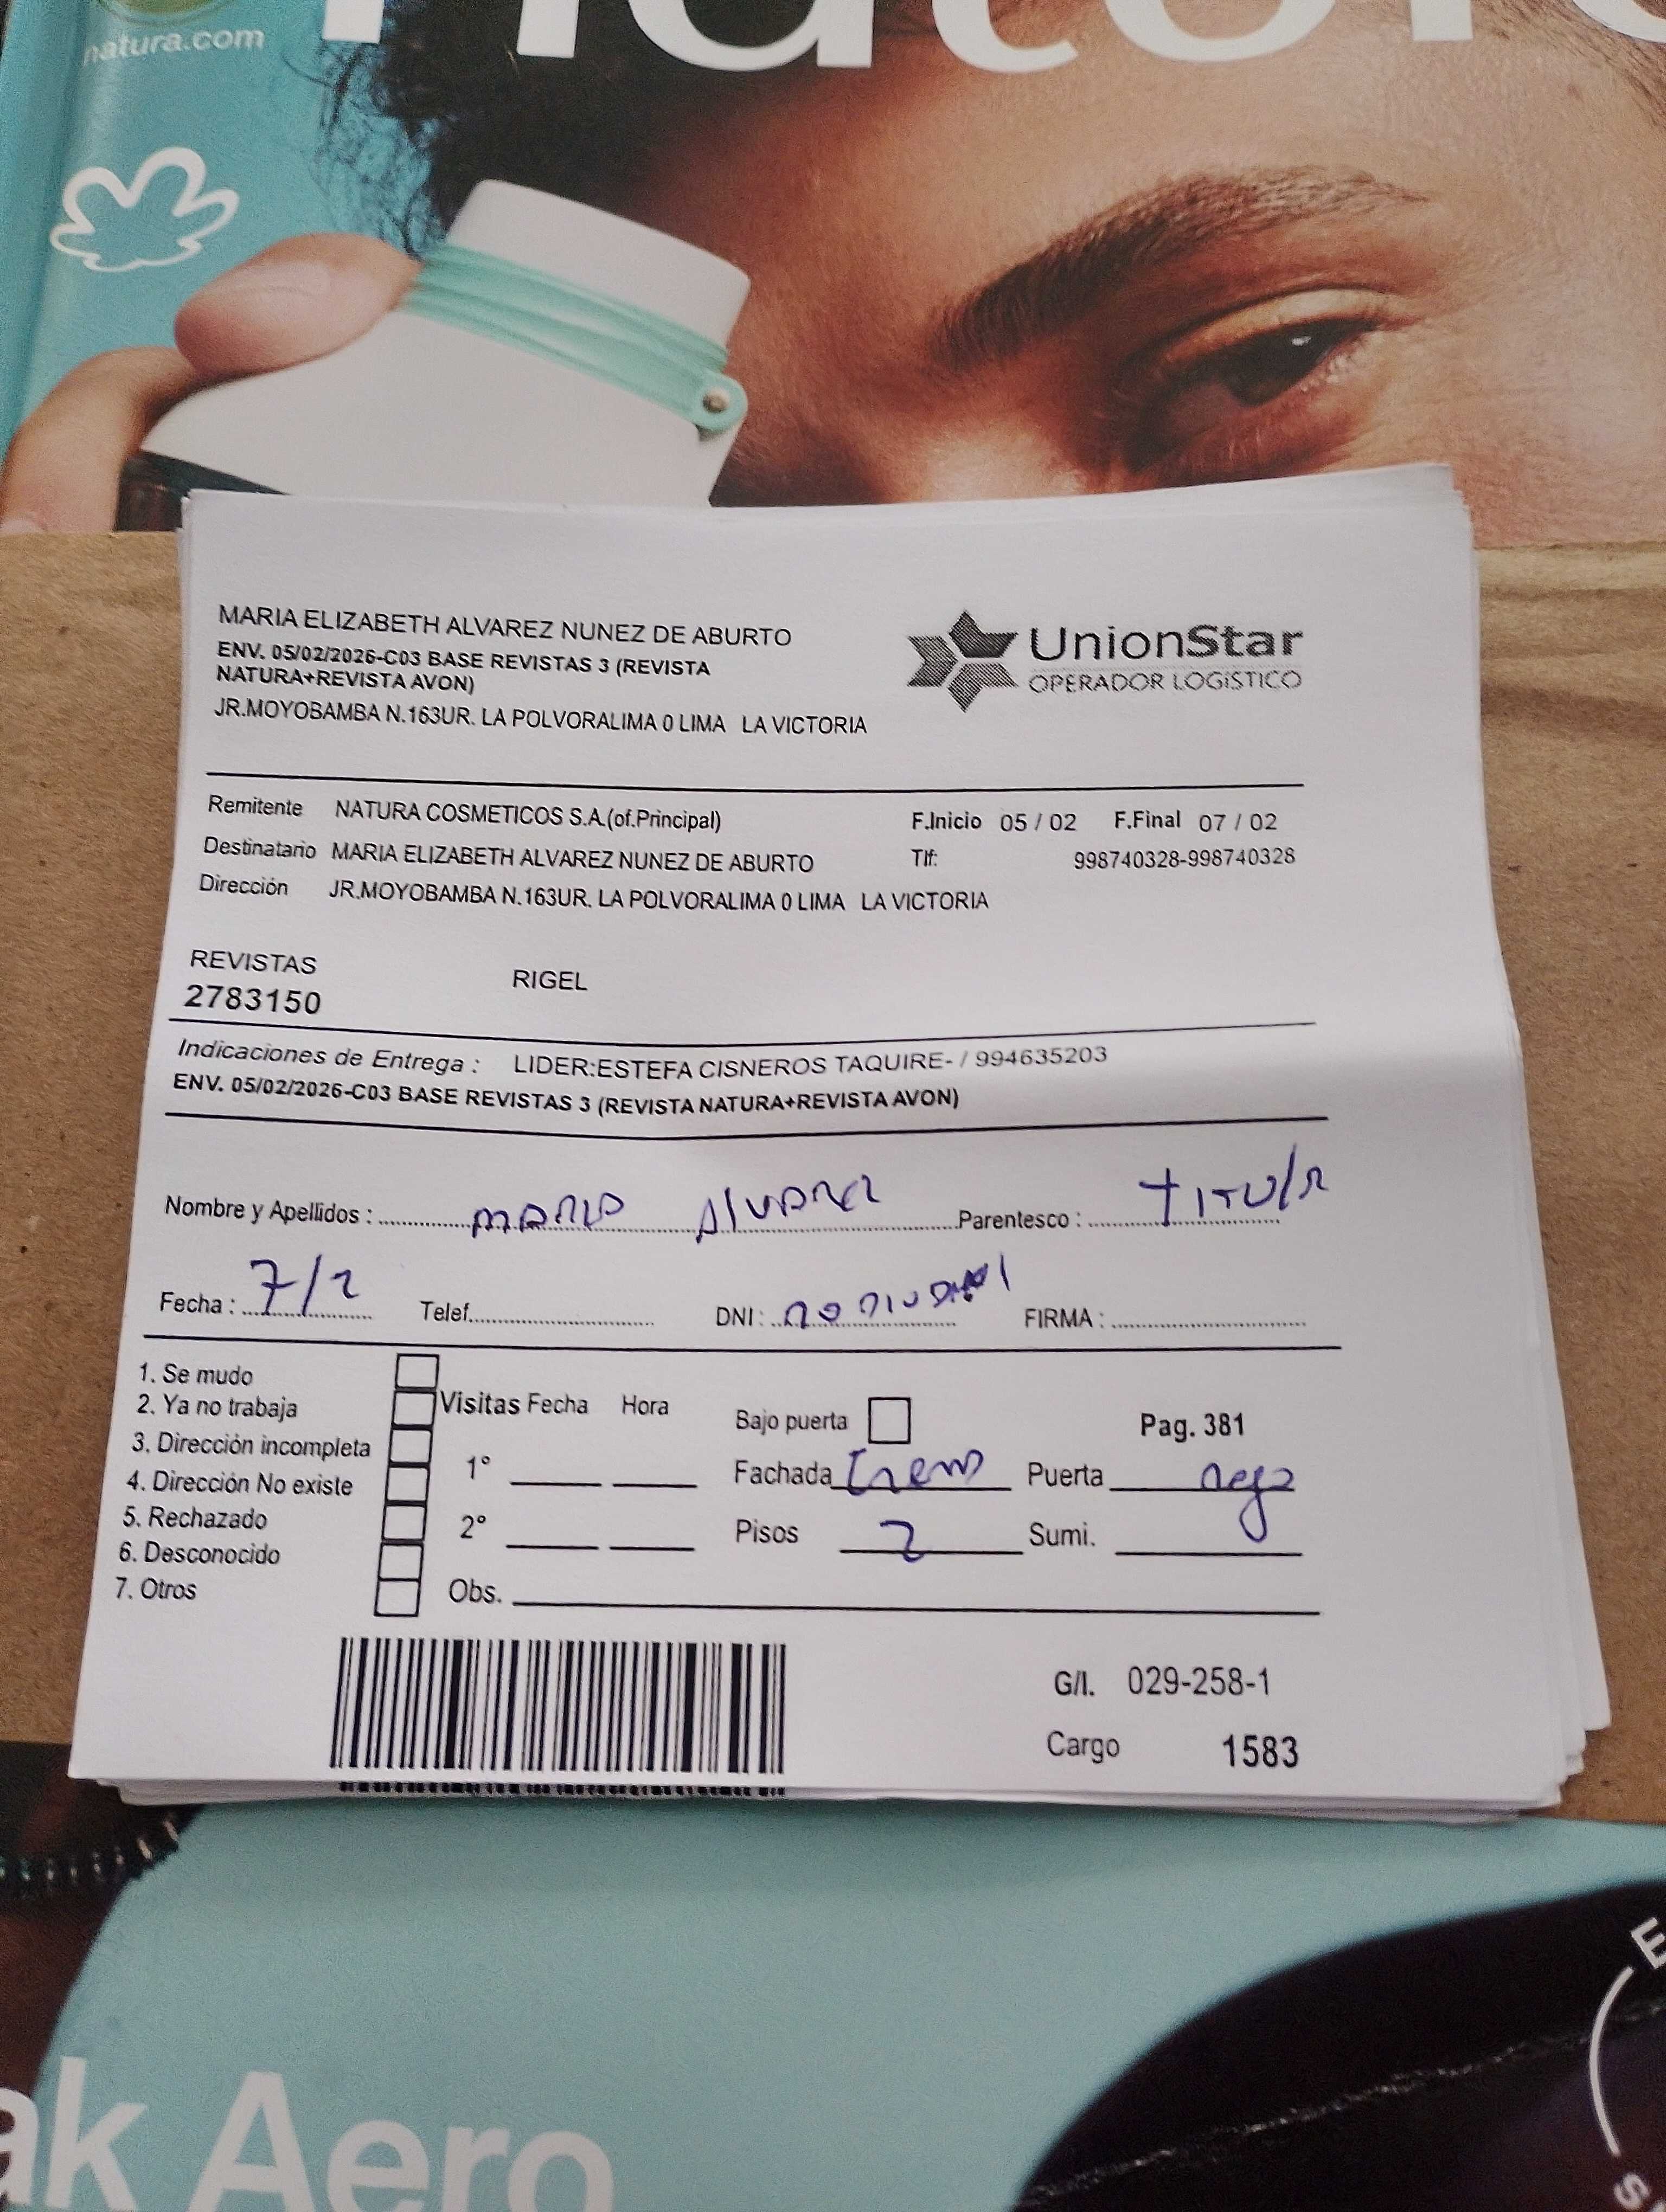 natura.com
natura
MARIA ELIZABETH ALVAREZ NUNEZ DE ABURTO
ENV. 05/02/2026-C03 BASE REVISTAS 3 (REVISTA
NATURA+REVISTA AVON)
JR.MOYOBAMBA N.163UR. LA POLVORALIMA 0 LIMA LA VICTORIA
UnionStar
OPERADOR LOGÍSTICO
Remitente NATURA COSMETICOS S.A.(of.Principal) F.Inicio 05 / 02 F.Final 07 / 02
Destinatario MARIA ELIZABETH ALVAREZ NUNEZ DE ABURTO Tlf: 998740328-998740328
Dirección JR.MOYOBAMBA N.163UR. LA POLVORALIMA 0 LIMA LA VICTORIA
REVISTAS RIGEL
2783150
Indicaciones de Entrega : LIDER:ESTEFA CISNEROS TAQUIRE- / 994635203
ENV. 05/02/2026-C03 BASE REVISTAS 3 (REVISTA NATURA+REVISTA AVON)
Nombre y Apellidos : MARIA ALVAREZ Parentesco :
Fecha : 7/2 Telef. DNI: no FIRMA :
1. Se mudo
2. Ya no trabaja
3. Dirección incompleta
4. Dirección No existe
5. Rechazado
6. Desconocido
7. Otros
Visitas Fecha Hora
1°
2°
Bajo puerta Pag. 381
Fachada Crema Puerta
Pisos 2 Sumi.
Obs.
G/I. 029-258-1
Cargo 1583
ak Aero